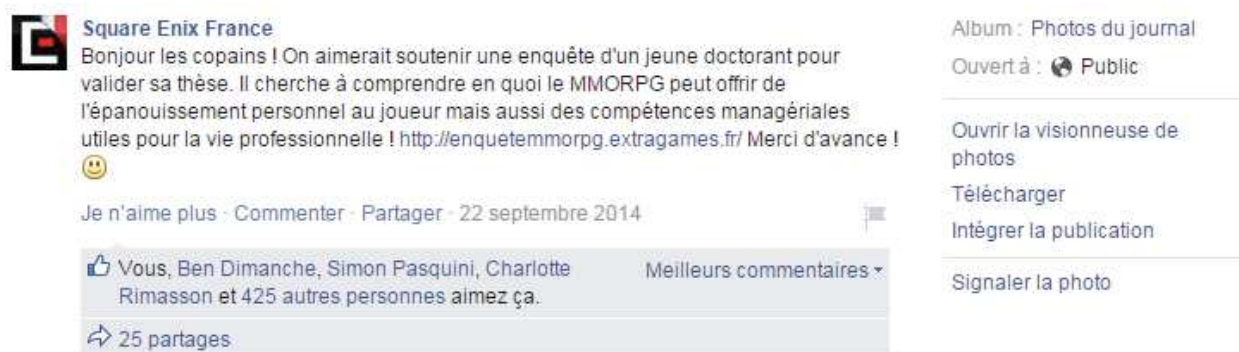 Square Enix France
Bonjour les copains ! On aimerait soutenir une enquête d'un jeune doctorant pour
valider sa thèse. Il cherche à comprendre en quoi le MMORPG peut offrir de
l'épanouissement personnel au joueur mais aussi des compétences managériales
utiles pour la vie professionnelle ! http://enquetemmorpg.extragames.fr/ Merci d'avance !
Je n'aime plus · Commenter · Partager · 22 septembre 2014
Vous, Ben Dimanche, Simon Pasquini, Charlotte
Rimasson et 425 autres personnes aimez ça.
Meilleurs commentaires
25 partages
Album : Photos du journal
Ouvert à : Public
Ouvrir la visionneuse de
photos
Télécharger
Intégrer la publication
Signaler la photo